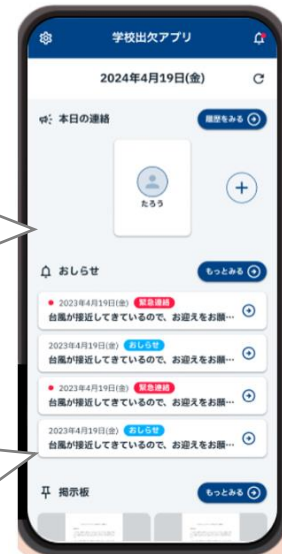 学校出欠アプリ
2024年4月19日(金)
本日の連絡
履歴をみる
たろう
おしらせ
もっとみる
2023年4月19日(金) 緊急連絡
台風が接近してきているので、お迎えをお願…
2023年4月19日(金) おしらせ
台風が接近してきているので、お迎えをお願…
2023年4月19日(金) 緊急連絡
台風が接近してきているので、お迎えをお願…
2023年4月19日(金) おしらせ
台風が接近してきているので、お迎えをお願…
掲示板
もっとみる